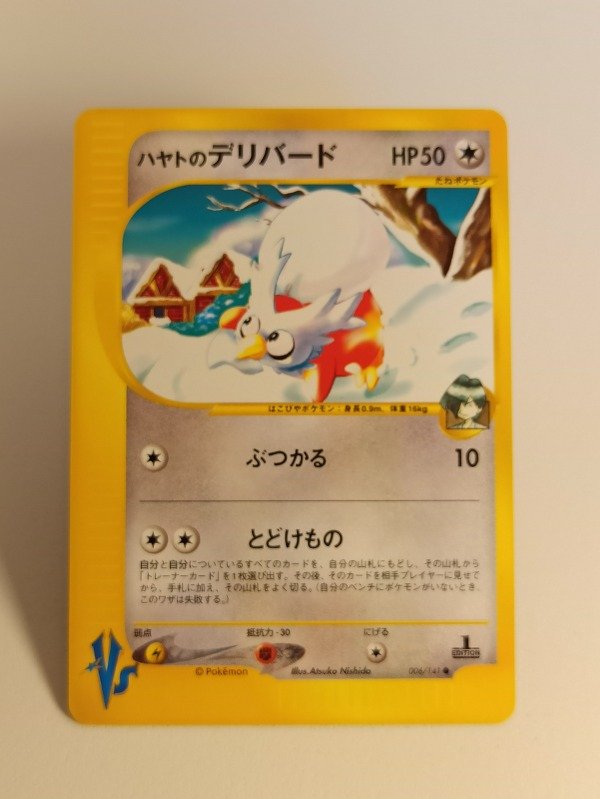 ハヤトのデリバード HP50
たねポケモン
はこびやポケモン：身長0.9m、体重16kg
ぶつかる 10
とどけもの
自分と自分についているすべてのカードを、自分の山札にもどし、その山札から
「トレーナーカード」を1枚選び出す。その後、そのカードを相手プレイヤーに見せて
から、手札に加え、その山札をよく切る。（自分のベンチにポケモンがいないとき、
このワザは失敗する。）
弱点 抵抗力 -30 にげる
1 EDITION
© Pokémon Illus. Atsuko Nishida 006/141
VS